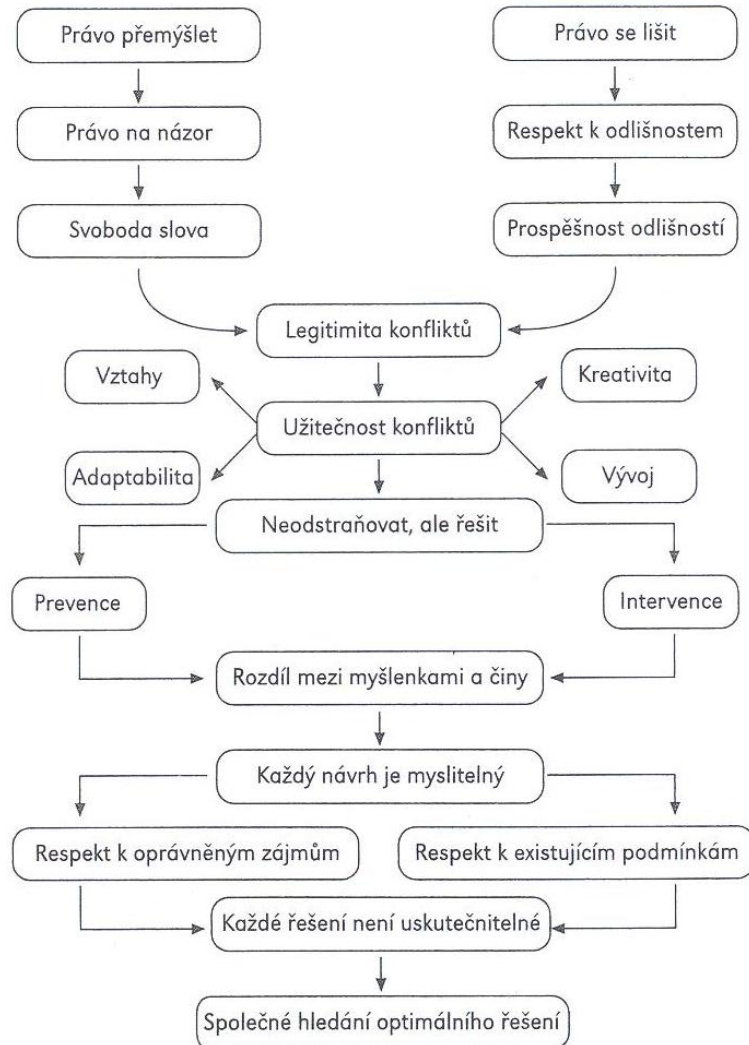 Právo přemýšlet
Právo se lišit
Právo na názor
Respekt k odlišnostem
Svoboda slova
Prospěšnost odlišností
Legitimita konfliktů
Vztahy
Kreativita
Užitečnost konfliktů
Adaptabilita
Vývoj
Neodstraňovat, ale řešit
Prevence
Intervence
Rozdíl mezi myšlenkami a činy
Každý návrh je myslitelný
Respekt k oprávněným zájmům
Respekt k existujícím podmínkám
Každé řešení není uskutečnitelné
Společné hledání optimálního řešení